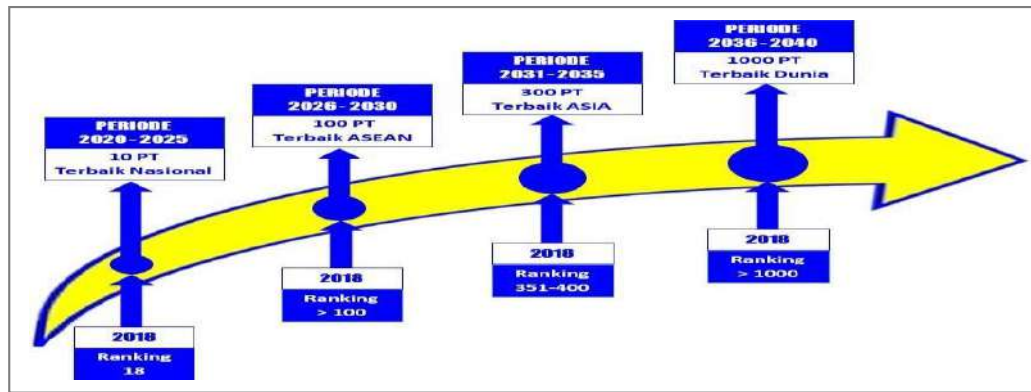 PERIODE
2020-2025
10 PT
Terbaik Nasional
PERIODE
2026-2030
100 PT
Terbaik ASEAN
PERIODE
2031-2035
300 PT
Terbaik ASIA
PERIODE
2036-2040
1000 PT
Terbaik Dunia
2018
Ranking
18
2018
Ranking
> 100
2018
Ranking
351-400
2018
Ranking
> 1000